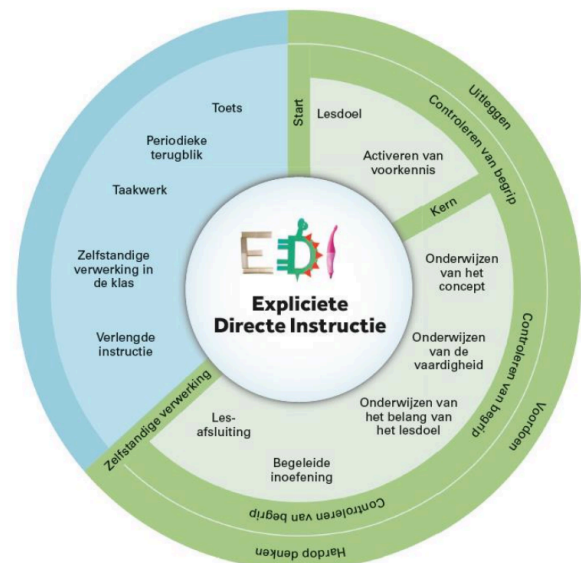 Start
Lesdoel
Activeren van
voorkennis
Kern
Onderwijzen
van het
concept
Onderwijzen
van de
vaardigheid
Onderwijzen van
het belang van
het lesdoel
Begeleide
inoefening
Les-
afsluiting
Zelfstandige verwerking
Verlengde
instructie
Zelfstandige
verwerking in
de klas
Taakwerk
Periodieke
terugblik
Toets
EDI
Expliciete
Directe Instructie
Controleren van begrip
Controleren van begrip
Controleren van begrip
Uitleggen
Voordoen
Hardop denken